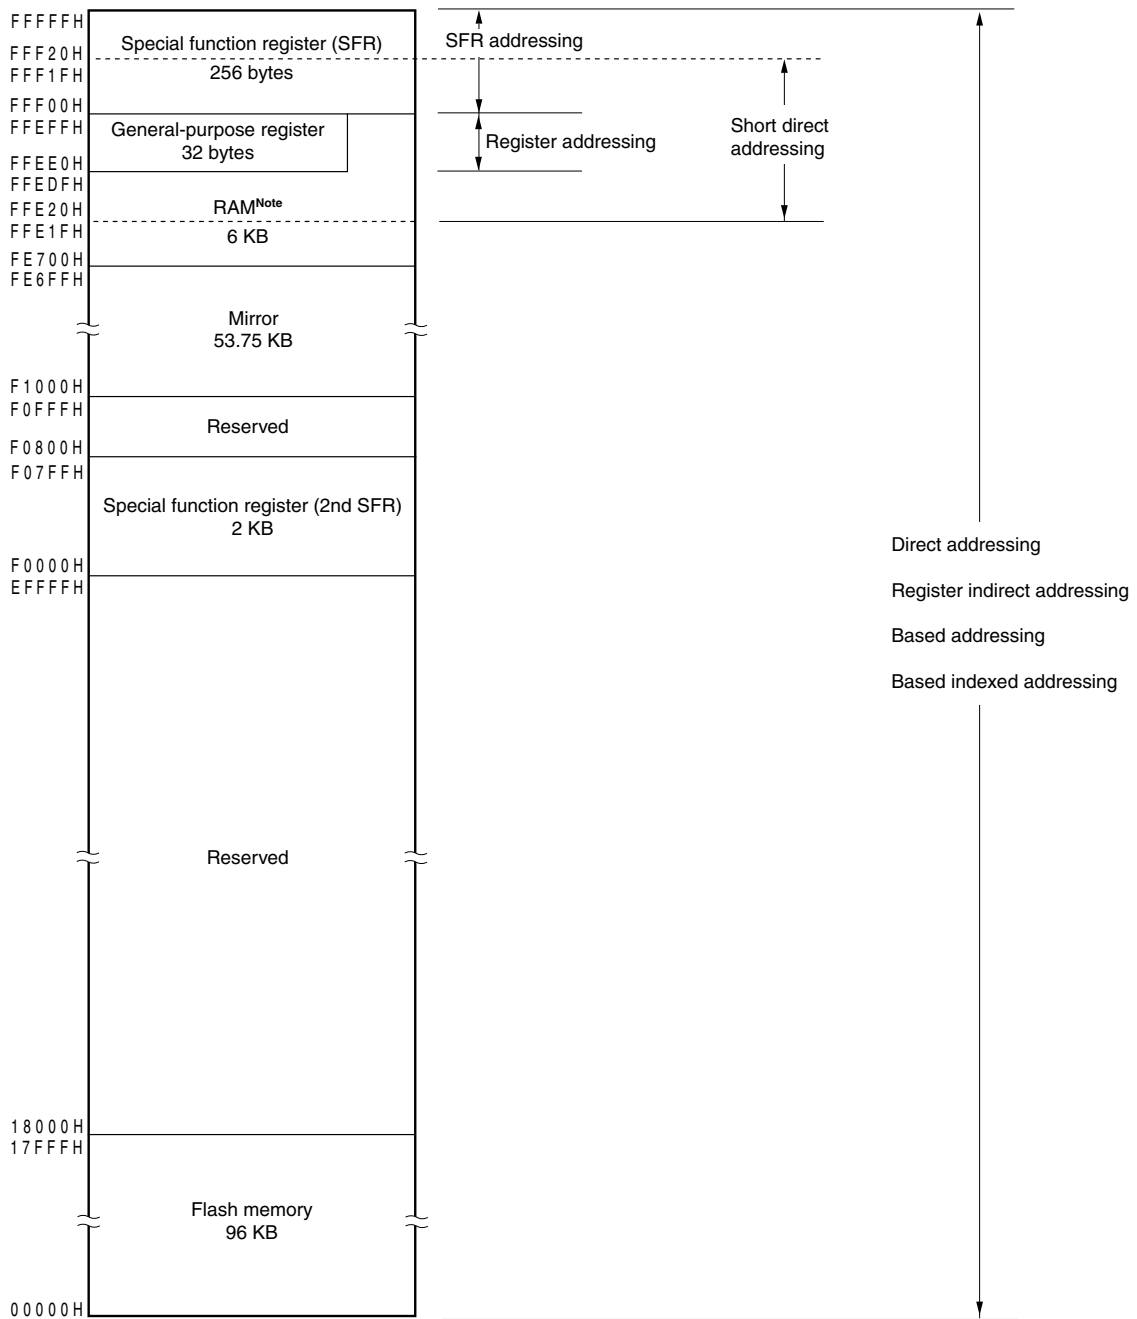 FFFFFH
Special function register (SFR)
SFR addressing
FFF20H
FFF1FH
256 bytes
FFF00H
FFEFFH
General-purpose register
32 bytes
Register addressing
Short direct
addressing
FFEE0H
FFEDFH
FFE20H
RAMNote
FFE1FH
6 KB
FE700H
FE6FFH
Mirror
53.75 KB
F1000H
F0FFFH
Reserved
F0800H
F07FFH
Special function register (2nd SFR)
2 KB
F0000H
EFFFFH
Direct addressing
Register indirect addressing
Based addressing
Based indexed addressing
Reserved
18000H
17FFFH
Flash memory
96 KB
00000H